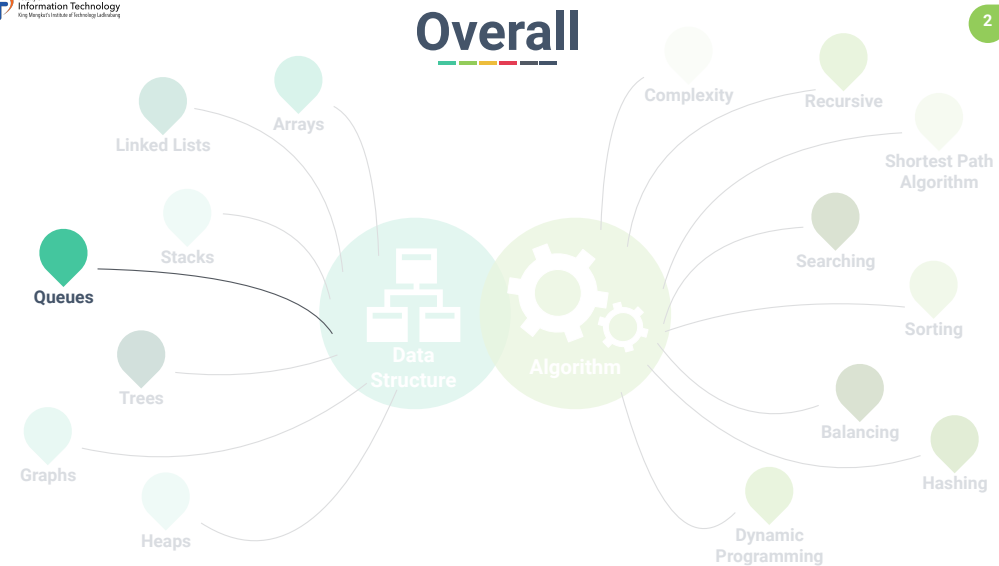 Information Technology
King Mongkut's Institute of Technology Ladkrabang
Overall
2
Complexity
Recursive
Arrays
Linked Lists
Shortest Path
Algorithm
Stacks
Searching
Queues
Sorting
Data
Structure
Algorithm
Trees
Balancing
Graphs
Hashing
Heaps
Dynamic
Programming